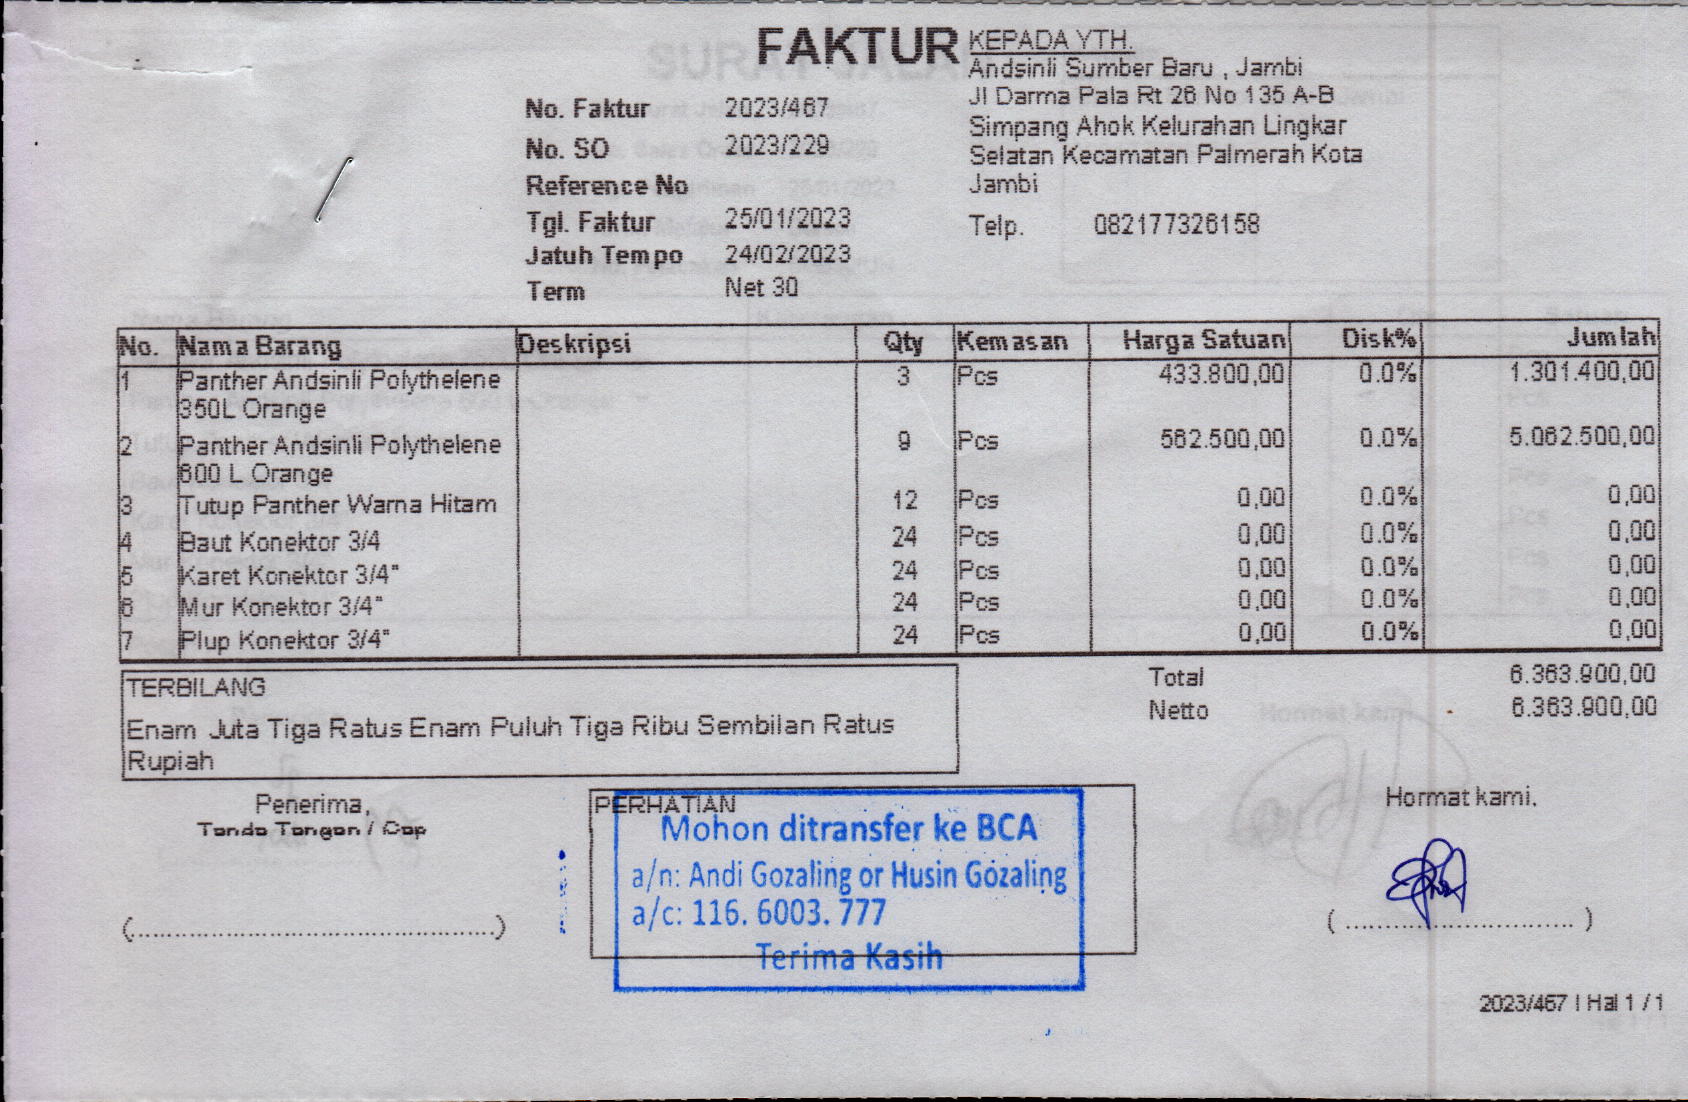 FAKTUR
KEPADA YTH.
Andsinli Sumber Baru , Jambi
Jl Darma Pala Rt 26 No 135 A-B
Simpang Ahok Kelurahan Lingkar
Selatan Kecamatan Palmerah Kota
Jambi
Telp. 082177326158
No. Faktur 2023/467
No. SO 2023/229
Reference No
Tgl. Faktur 25/01/2023
Jatuh Tempo 24/02/2023
Term Net 30
No. Nama Barang Deskripsi Qty Kemasan Harga Satuan Disk% Jumlah
1 Panther Andsinli Polythelene 3 Pcs 433.800,00 0.0% 1.301.400,00
350L Orange
2 Panther Andsinli Polythelene 9 Pcs 562.500,00 0.0% 5.062.500,00
600 L Orange
3 Tutup Panther Warna Hitam 12 Pcs 0,00 0.0% 0,00
4 Baut Konektor 3/4 24 Pcs 0,00 0.0% 0,00
5 Karet Konektor 3/4" 24 Pcs 0,00 0.0% 0,00
6 Mur Konektor 3/4" 24 Pcs 0,00 0.0% 0,00
7 Plup Konektor 3/4" 24 Pcs 0,00 0.0% 0,00
Total 6.363.900,00
Netto 6.363.900,00
TERBILANG
Enam Juta Tiga Ratus Enam Puluh Tiga Ribu Sembilan Ratus
Rupiah
Penerima,
Tanda Tangan / Cap
(..............................................)
PERHATIAN
Mohon ditransfer ke BCA
a/n: Andi Gozaling or Husin Gozaling
a/c: 116. 6003. 777
Terima Kasih
Hormat kami.
( ............................. )
2023/467 | Hal 1 / 1